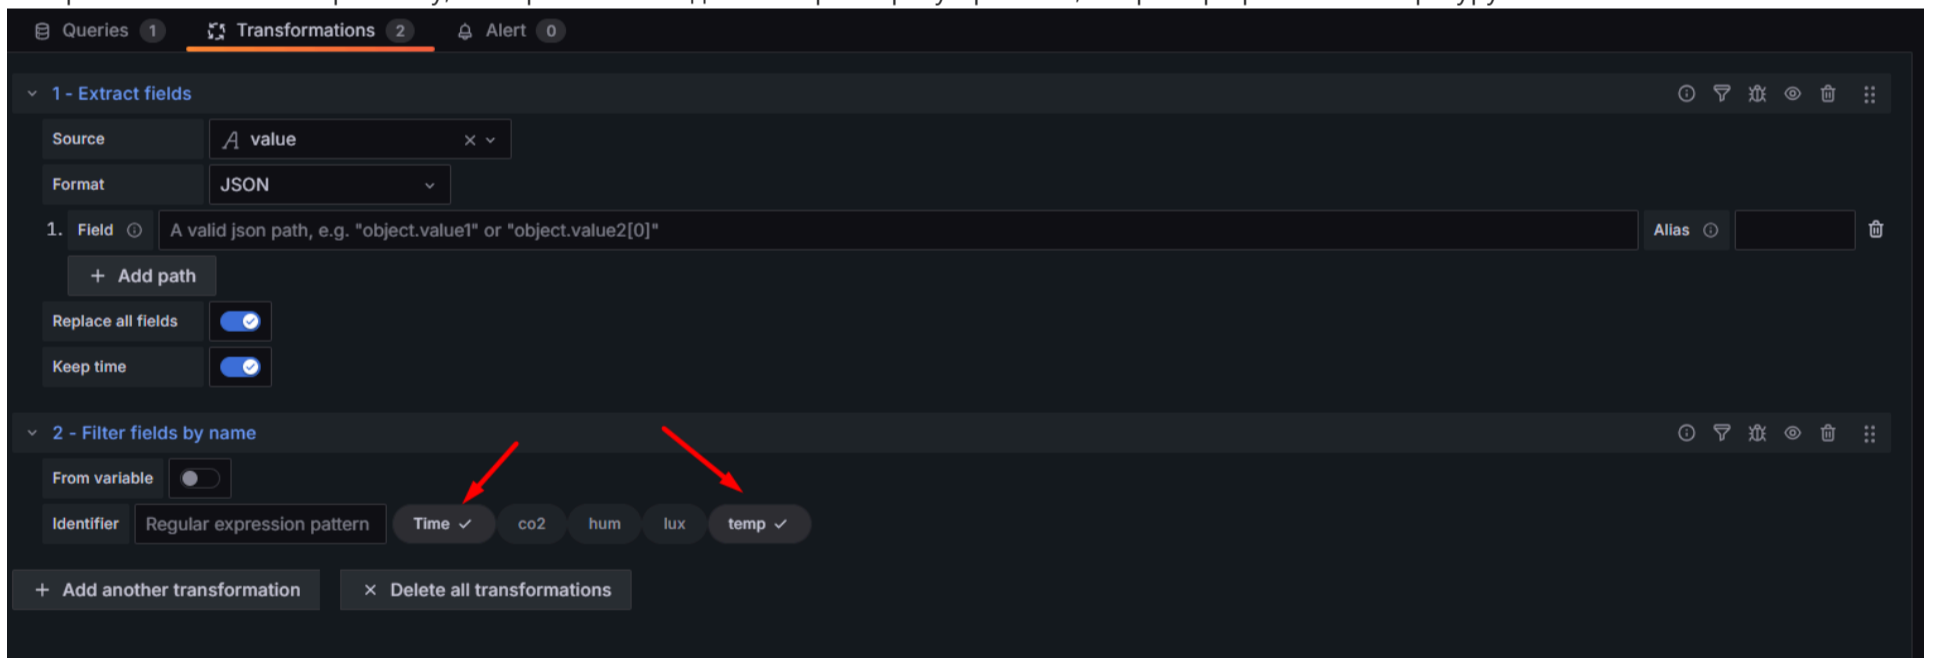 Queries 1 Transformations 2 Alert 0
1 - Extract fields
Source value
Format JSON
1. Field A valid json path, e.g. "object.value1" or "object.value2[0]" Alias
+ Add path
Replace all fields
Keep time
2 - Filter fields by name
From variable
Identifier Regular expression pattern Time co2 hum lux temp
+ Add another transformation × Delete all transformations